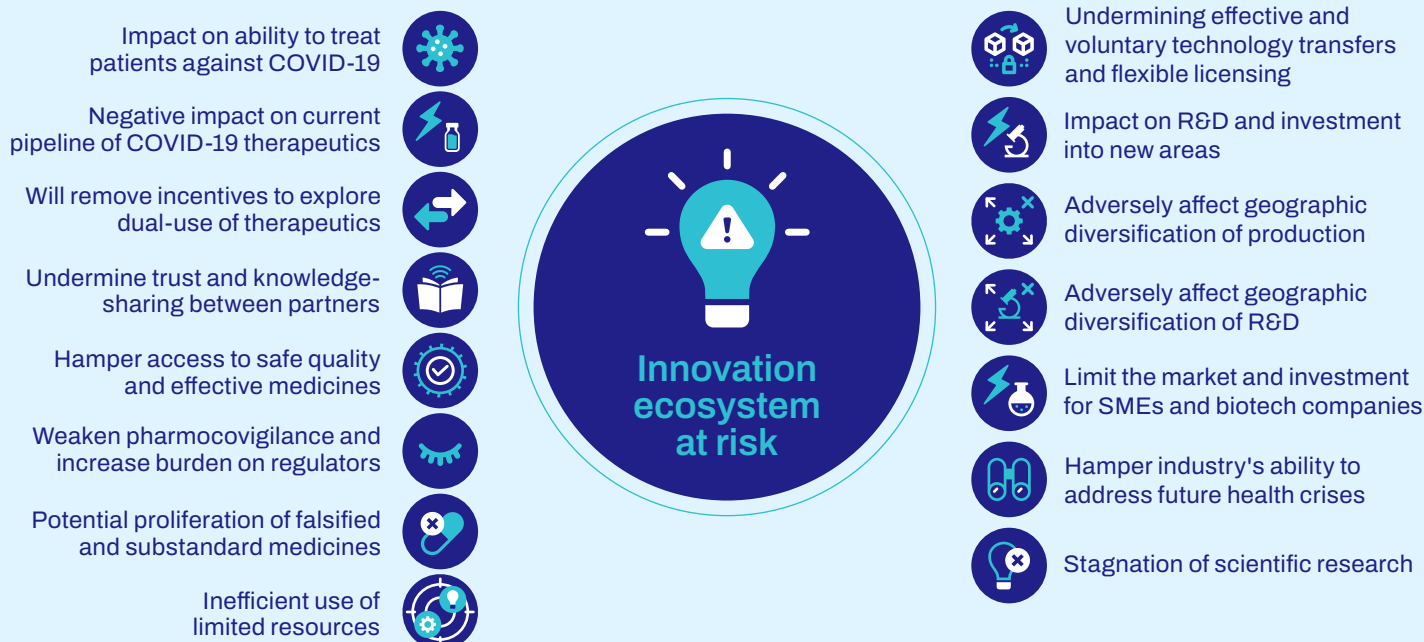 Impact on ability to treat
patients against COVID-19
Negative impact on current
pipeline of COVID-19 therapeutics
Will remove incentives to explore
dual-use of therapeutics
Undermine trust and knowledge-
sharing between partners
Hamper access to safe quality
and effective medicines
Weaken pharmocovigilance and
increase burden on regulators
Potential proliferation of falsified
and substandard medicines
Inefficient use of
limited resources
Innovation
ecosystem
at risk
Undermining effective and
voluntary technology transfers
and flexible licensing
Impact on R&D and investment
into new areas
Adversely affect geographic
diversification of production
Adversely affect geographic
diversification of R&D
Limit the market and investment
for SMEs and biotech companies
Hamper industry's ability to
address future health crises
Stagnation of scientific research